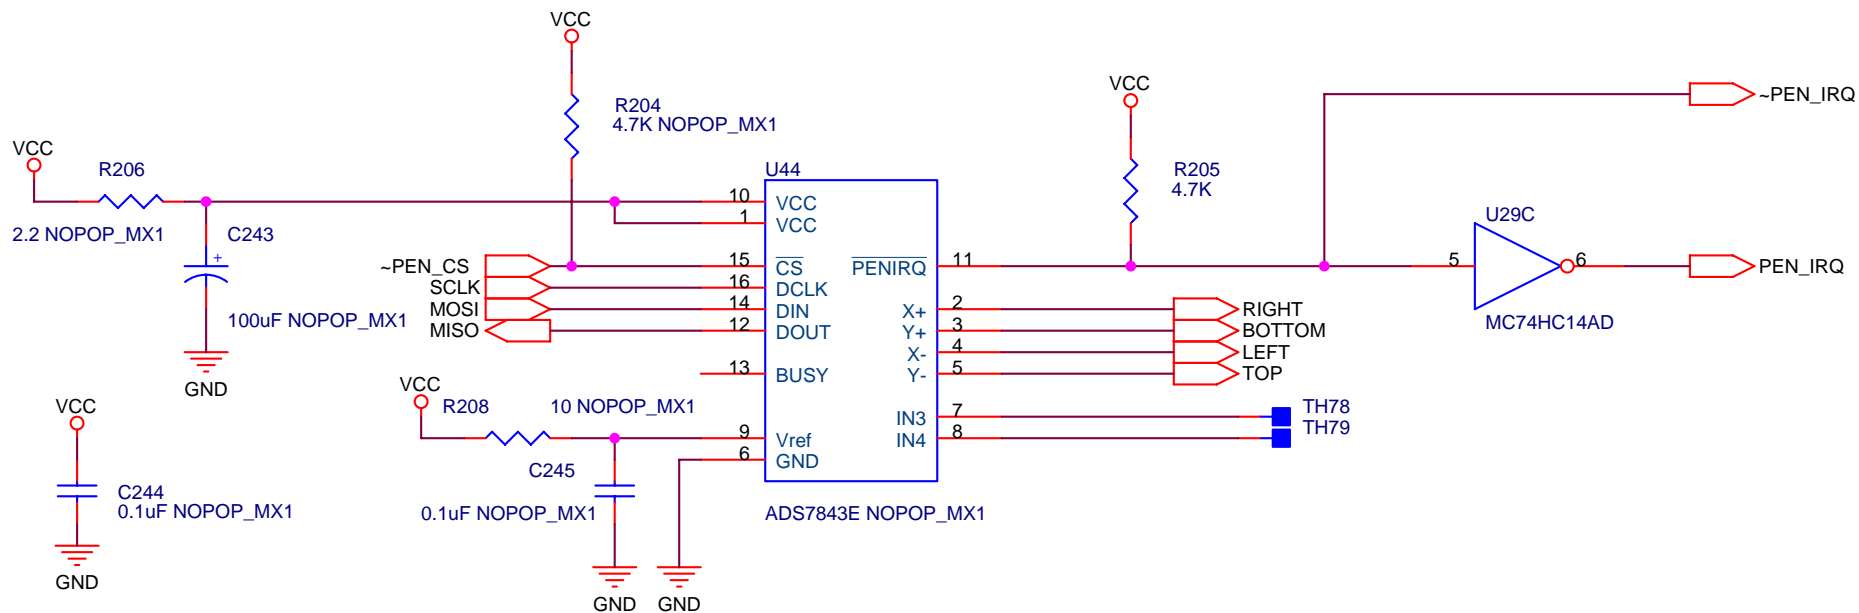 VCC
R204
4.7K NOPOP_MX1
VCC
R206
2.2 NOPOP_MX1
C243
+
100uF NOPOP_MX1
GND
VCC
C244
0.1uF NOPOP_MX1
GND
~PEN_CS
SCLK
MOSI
MISO
VCC
R208
10 NOPOP_MX1
C245
0.1uF NOPOP_MX1
GND
GND
U44
10 VCC
1 VCC
15 CS
16 DCLK
14 DIN
12 DOUT
13 BUSY
9 Vref
6 GND
PENIRQ 11
X+ 2
Y+ 3
X- 4
Y- 5
IN3 7
IN4 8
ADS7843E NOPOP_MX1
VCC
R205
4.7K
RIGHT
BOTTOM
LEFT
TOP
TH78
TH79
~PEN_IRQ
U29C
5 6
MC74HC14AD
PEN_IRQ